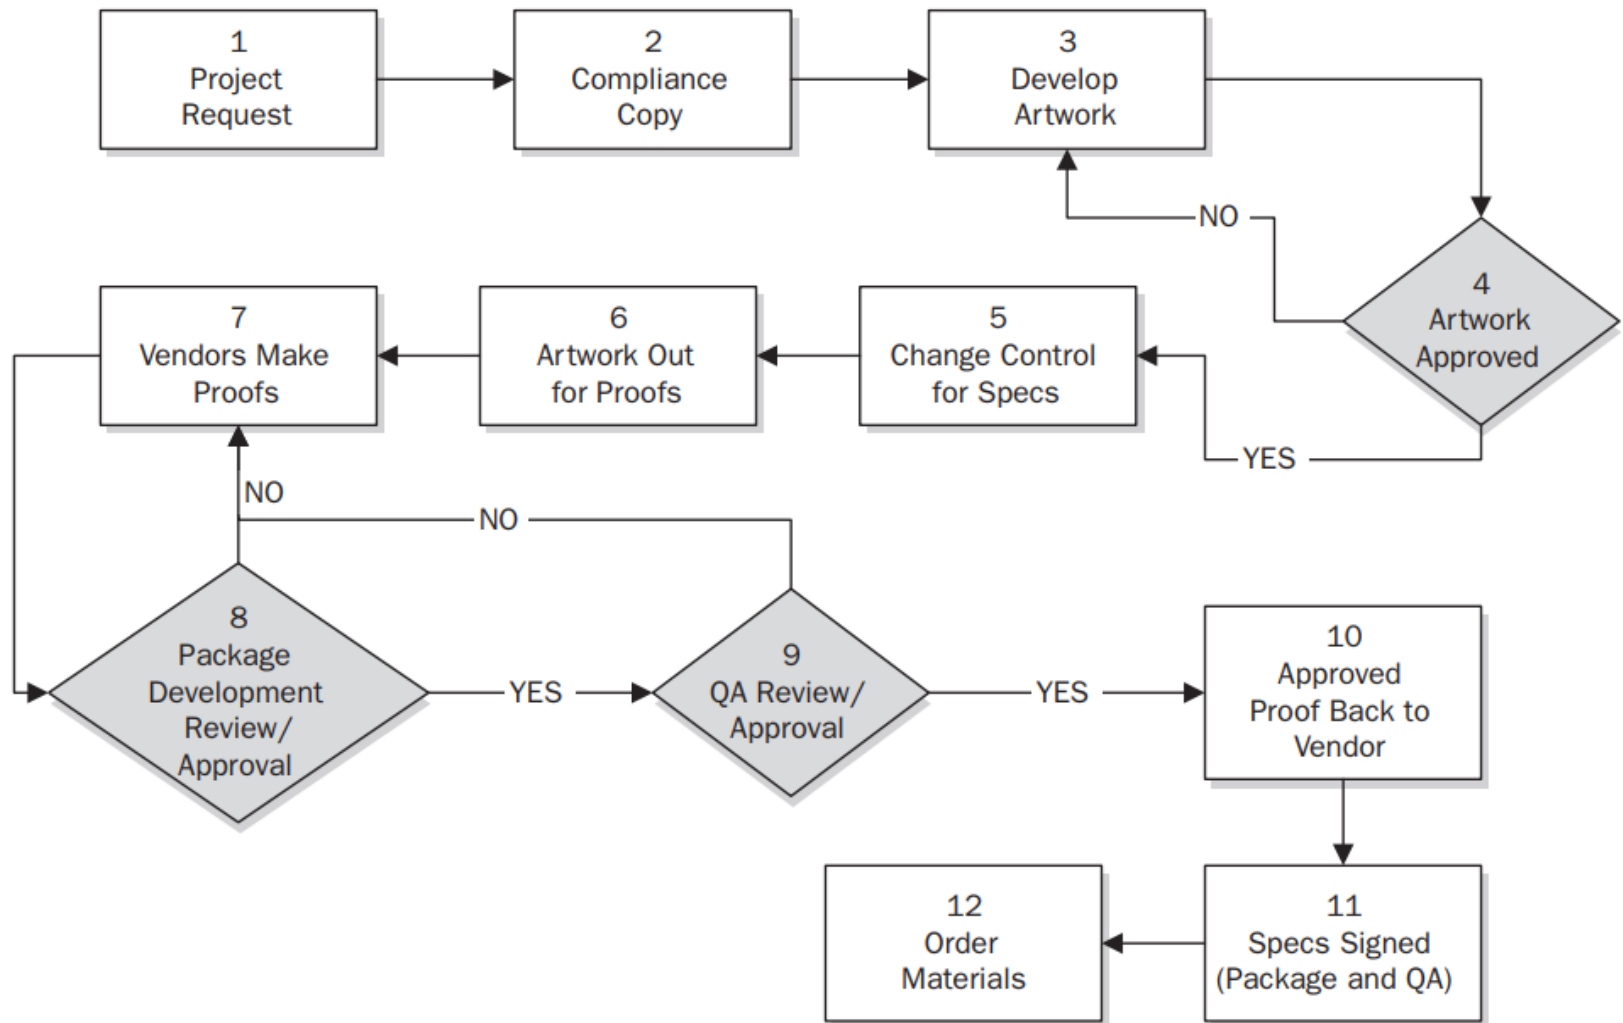 1
Project
Request
2
Compliance
Copy
3
Develop
Artwork
NO
4
Artwork
Approved
7
Vendors Make
Proofs
6
Artwork Out
for Proofs
5
Change Control
for Specs
YES
NO
NO
8
Package
Development
Review/
Approval
YES
9
QA Review/
Approval
YES
10
Approved
Proof Back to
Vendor
12
Order
Materials
11
Specs Signed
(Package and QA)